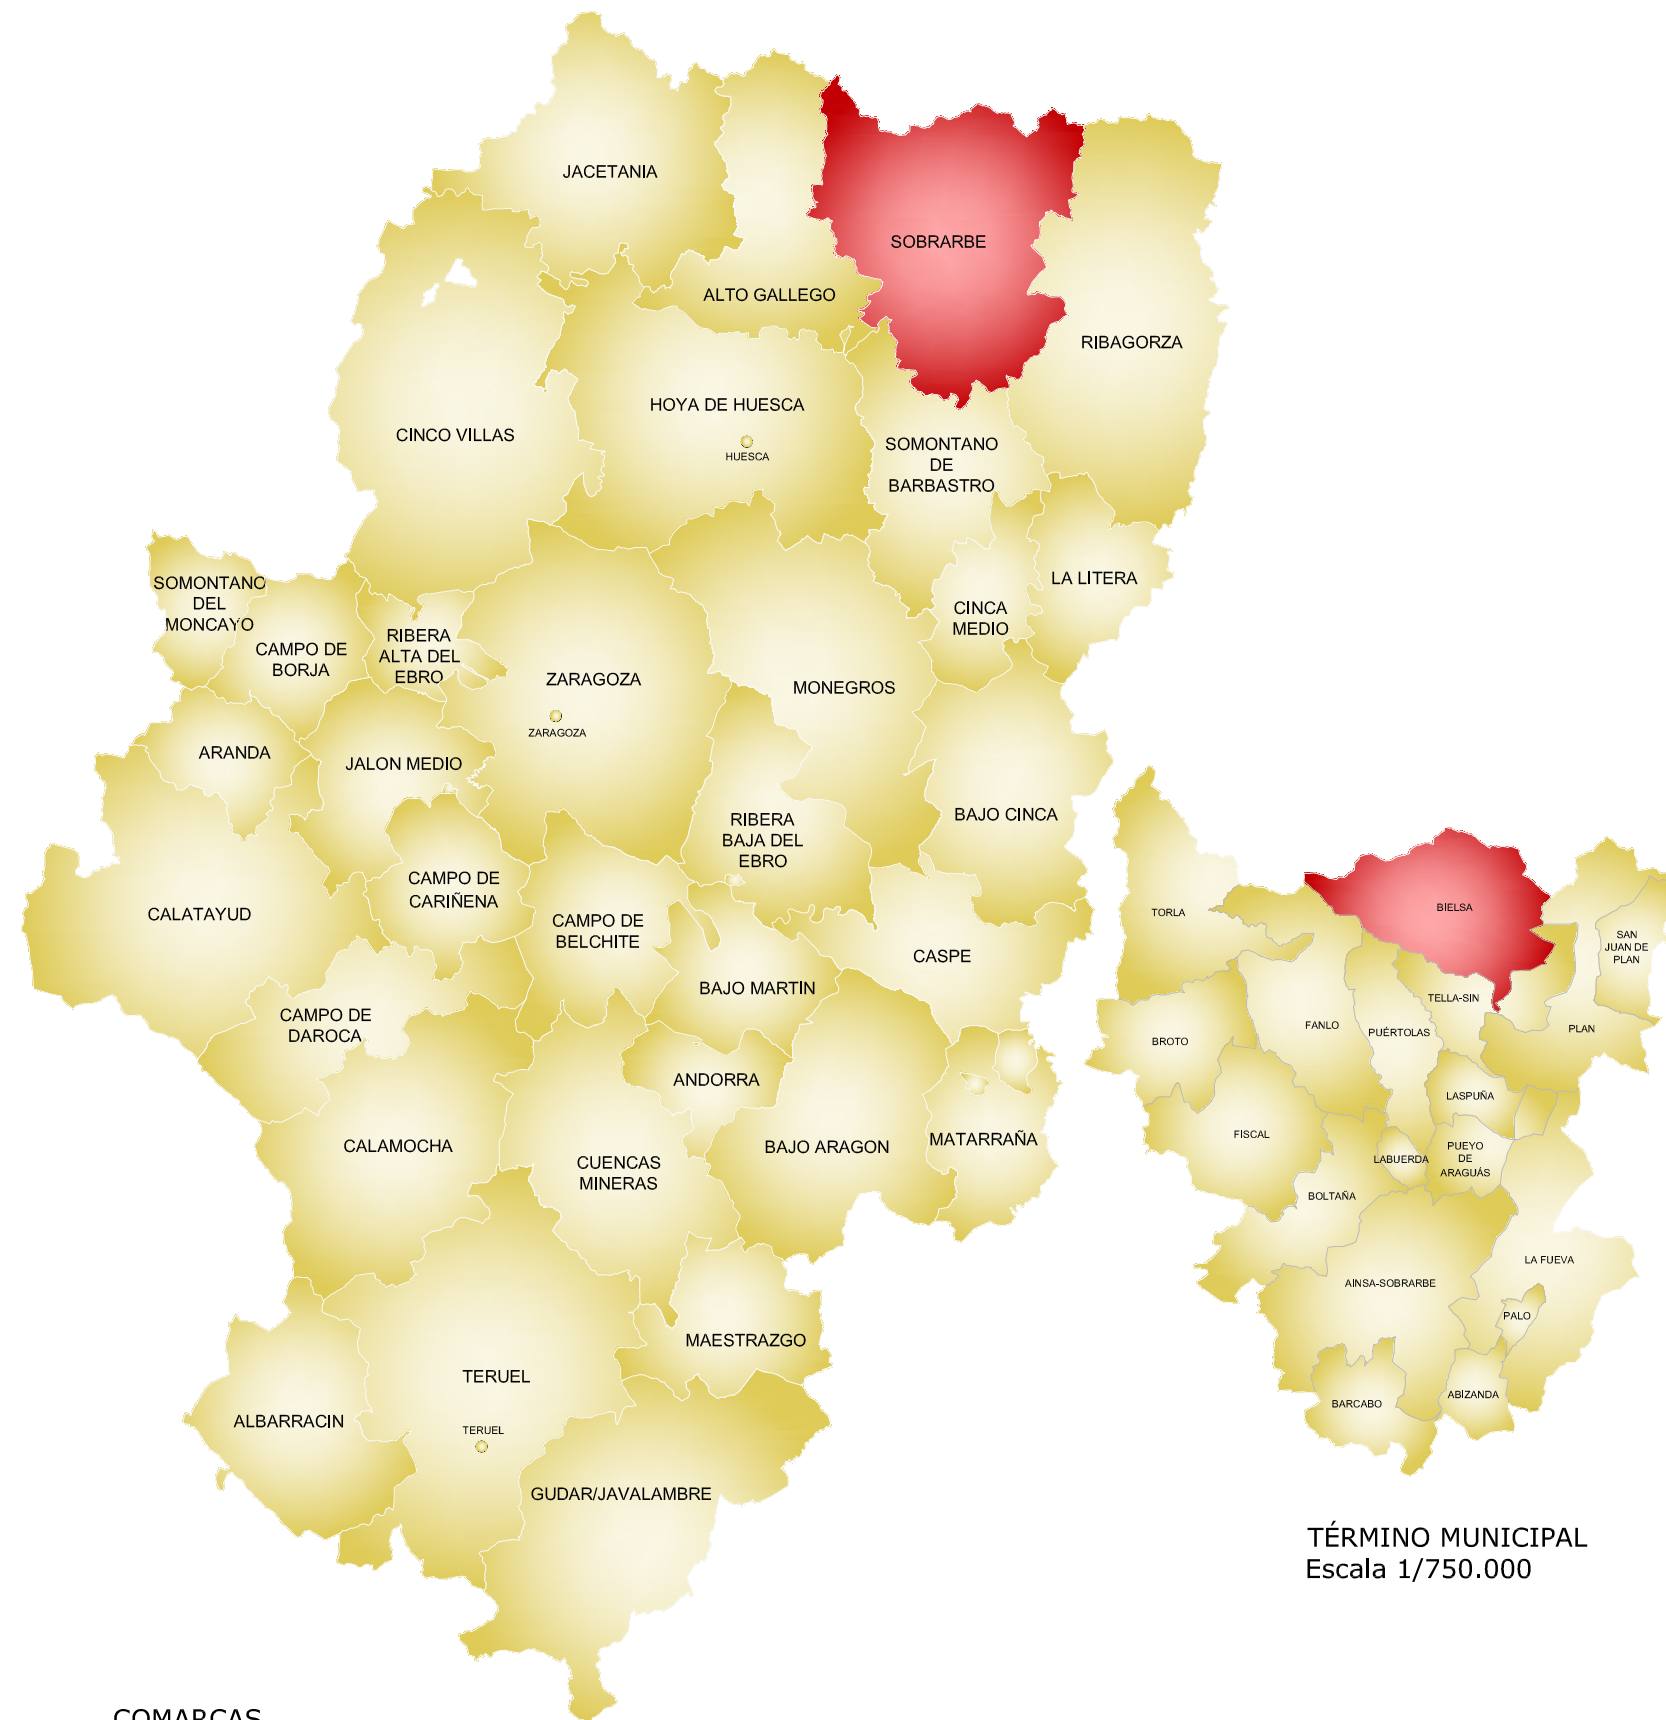 JACETANIA
SOBRARBE
ALTO GALLEGO
RIBAGORZA
HOYA DE HUESCA
CINCO VILLAS
HUESCA
SOMONTANO
DE
BARBASTRO
SOMONTANO
DEL
MONCAYO
LA LITERA
CINCA
MEDIO
CAMPO DE
BORJA
RIBERA
ALTA DEL
EBRO
ZARAGOZA
ZARAGOZA
MONEGROS
ARANDA
JALON MEDIO
BAJO CINCA
RIBERA
BAJA DEL
EBRO
CALATAYUD
CAMPO DE
CARIÑENA
CAMPO DE
BELCHITE
CASPE
BAJO MARTIN
CAMPO DE
DAROCA
ANDORRA
CALAMOCHA
CUENCAS
MINERAS
BAJO ARAGON
MATARRAÑA
MAESTRAZGO
TERUEL
TERUEL
ALBARRACIN
GUDAR/JAVALAMBRE
COMARCAS
TORLA
BIELSA
SAN
JUAN DE
PLAN
TELLA-SIN
FANLO
PUÉRTOLAS
PLAN
BROTO
LASPUÑA
FISCAL
LABUERDA
PUEYO
DE
ARAGUÁS
BOLTAÑA
LA FUEVA
AINSA-SOBRARBE
PALO
BARCABO
ABIZANDA
TÉRMINO MUNICIPAL
Escala 1/750.000